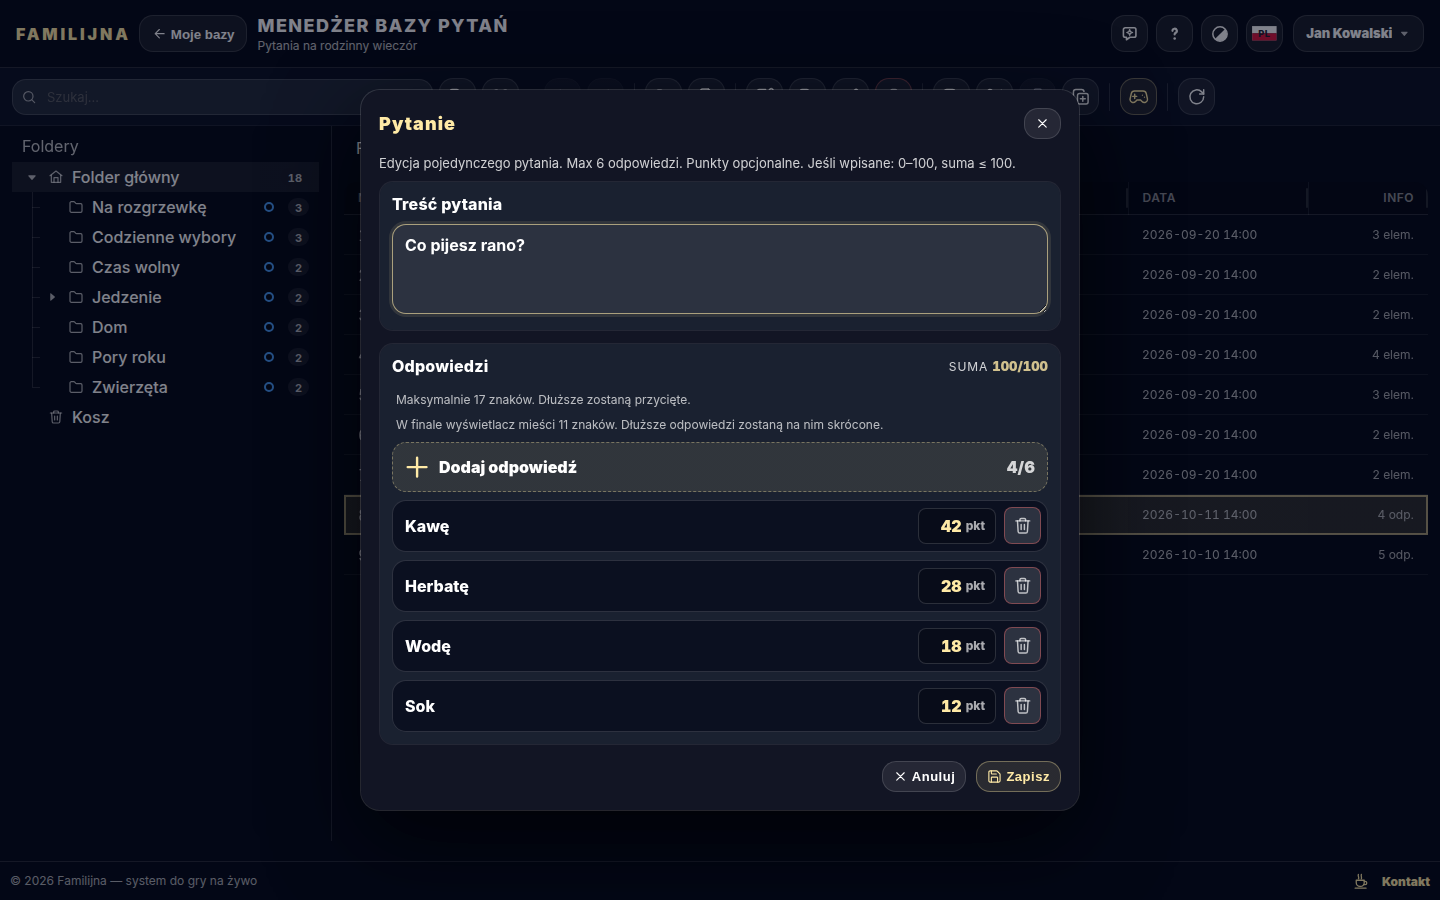 FAMILIJNA
Moje bazy
MENEDŻER BAZY PYTAŃ
Pytania na rodzinny wieczór
?
PL
Jan Kowalski
Szukaj...
Foldery
Folder główny 18
Na rozgrzewkę 3
Codzienne wybory 3
Czas wolny 2
Jedzenie 2
Dom 2
Pory roku 2
Zwierzęta 2
Kosz
Pytanie
Edycja pojedynczego pytania. Max 6 odpowiedzi. Punkty opcjonalne. Jeśli wpisane: 0–100, suma ≤ 100.
Treść pytania
Co pijesz rano?
Odpowiedzi
SUMA 100/100
Maksymalnie 17 znaków. Dłuższe zostaną przycięte.
W finale wyświetlacz mieści 11 znaków. Dłuższe odpowiedzi zostaną na nim skrócone.
Dodaj odpowiedź 4/6
Kawę 42 pkt
Herbatę 28 pkt
Wodę 18 pkt
Sok 12 pkt
Anuluj
Zapisz
DATA INFO
2026-09-20 14:00 3 elem.
2026-09-20 14:00 2 elem.
2026-09-20 14:00 2 elem.
2026-09-20 14:00 4 elem.
2026-09-20 14:00 3 elem.
2026-09-20 14:00 2 elem.
2026-09-20 14:00 2 elem.
2026-10-11 14:00 4 odp.
2026-10-10 14:00 5 odp.
© 2026 Familijna — system do gry na żywo
Kontakt